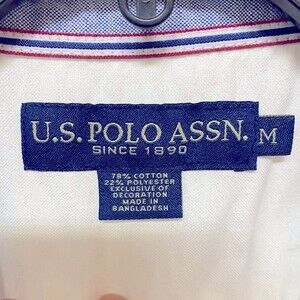 U.S. POLO ASSN.
SINCE 1890
M
78% COTTON
22% POLYESTER
EXCLUSIVE OF
DECORATION
MADE IN
BANGLADESH